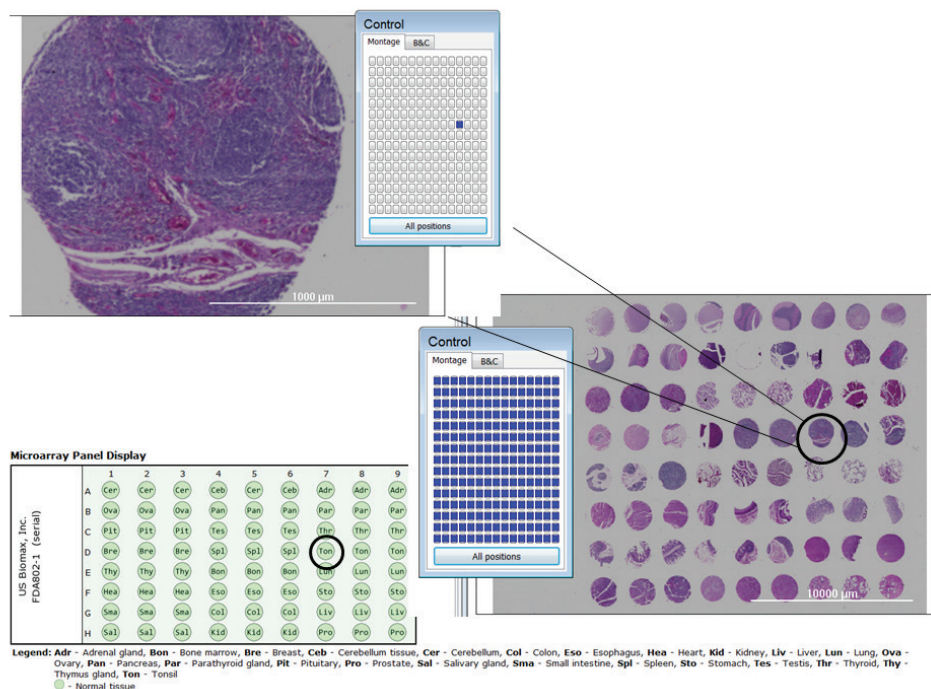 Control
Montage B&C
All positions
1000 µm
Control
Montage B&C
All positions
10000 µm
Microarray Panel Display
US Biomax, Inc.
FDA802-1 (serial)
1 2 3 4 5 6 7 8 9
A Cer Cer Cer Ceb Cer Ceb Adr Adr Adr
B Ova Ova Ova Pan Pan Pan Par Par Par
C Pit Pit Pit Tes Tes Tes Thr Thr Thr
D Bre Bre Bre Spl Spl Spl Ton Ton Ton
E Thy Thy Thy Bon Bon Bon Lun Lun Lun
F Hea Hea Hea Eso Eso Eso Sto Sto Sto
G Sma Sma Sma Col Col Col Liv Liv Liv
H Sal Sal Sal Kid Kid Kid Pro Pro Pro
Legend: Adr - Adrenal gland, Bon - Bone marrow, Bre - Breast, Ceb - Cerebellum tissue, Cer - Cerebellum, Col - Colon, Eso - Esophagus, Hea - Heart, Kid - Kidney, Liv - Liver, Lun - Lung, Ova -
Ovary, Pan - Pancreas, Par - Parathyroid gland, Pit - Pituitary, Pro - Prostate, Sal - Salivary gland, Sma - Small intestine, Spl - Spleen, Sto - Stomach, Tes - Testis, Thr - Thyroid, Thy -
Thymus gland, Ton - Tonsil
- Normal tissue